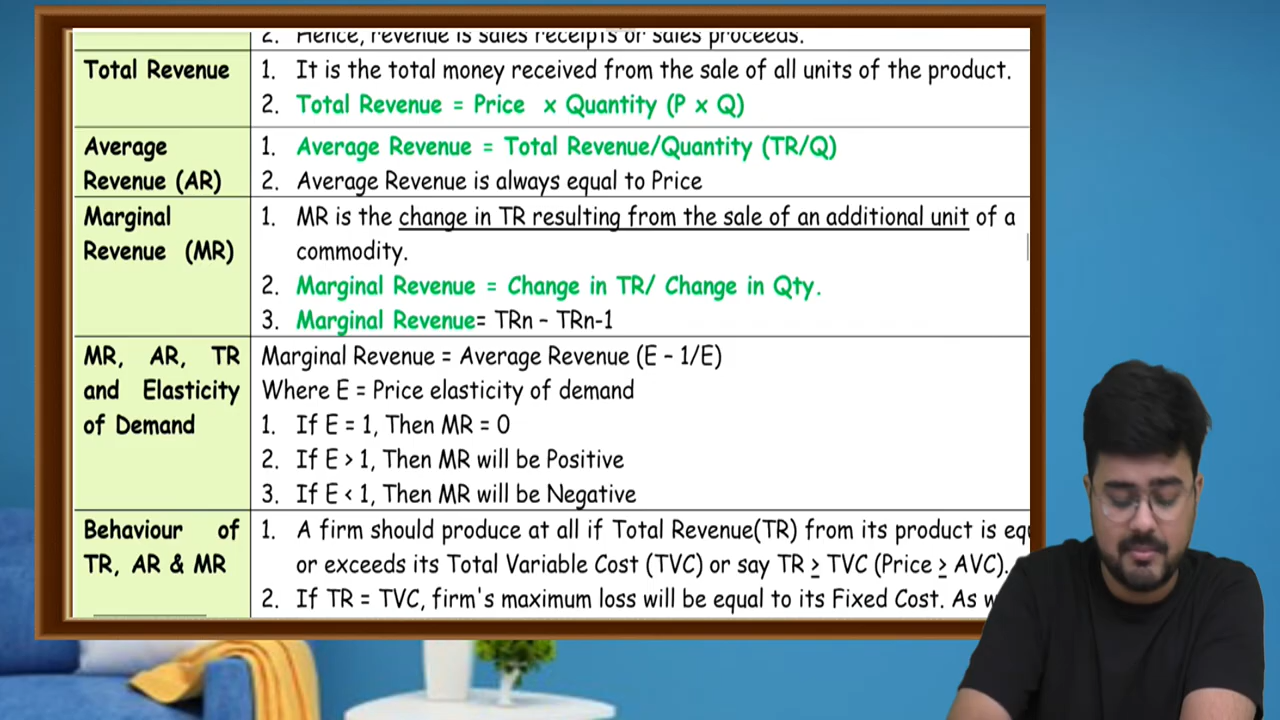 2. Hence, revenue is sales receipts or sales proceeds.
Total Revenue
1. It is the total money received from the sale of all units of the product.
2. Total Revenue = Price x Quantity (P x Q)
Average
Revenue (AR)
1. Average Revenue = Total Revenue/Quantity (TR/Q)
2. Average Revenue is always equal to Price
Marginal
Revenue (MR)
1. MR is the change in TR resulting from the sale of an additional unit of a
commodity.
2. Marginal Revenue = Change in TR/ Change in Qty.
3. Marginal Revenue= TRn – TRn-1
MR, AR, TR
and Elasticity
of Demand
Marginal Revenue = Average Revenue (E – 1/E)
Where E = Price elasticity of demand
1. If E = 1, Then MR = 0
2. If E > 1, Then MR will be Positive
3. If E < 1, Then MR will be Negative
Behaviour of
TR, AR & MR
1. A firm should produce at all if Total Revenue(TR) from its product is
or exceeds its Total Variable Cost (TVC) or say TR ≥ TVC (Price ≥ AVC).
2. If TR = TVC, firm's maximum loss will be equal to its Fixed Cost. As